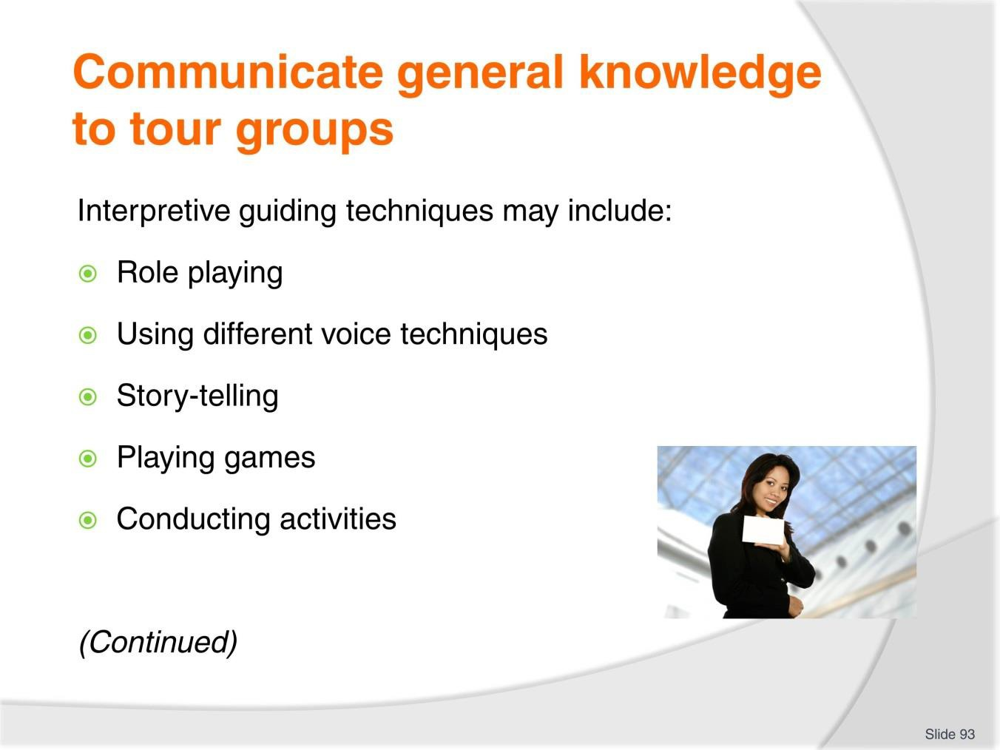 Communicate general knowledge
to tour groups
Interpretive guiding techniques may include:
Role playing
Using different voice techniques
Story-telling
Playing games
Conducting activities
(Continued)
Slide 93